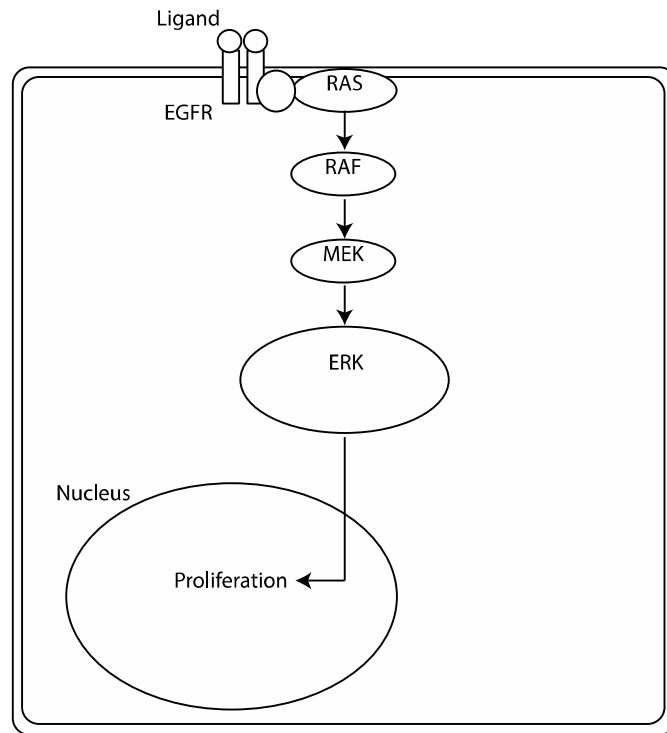 Ligand
EGFR
RAS
RAF
MEK
ERK
Nucleus
Proliferation